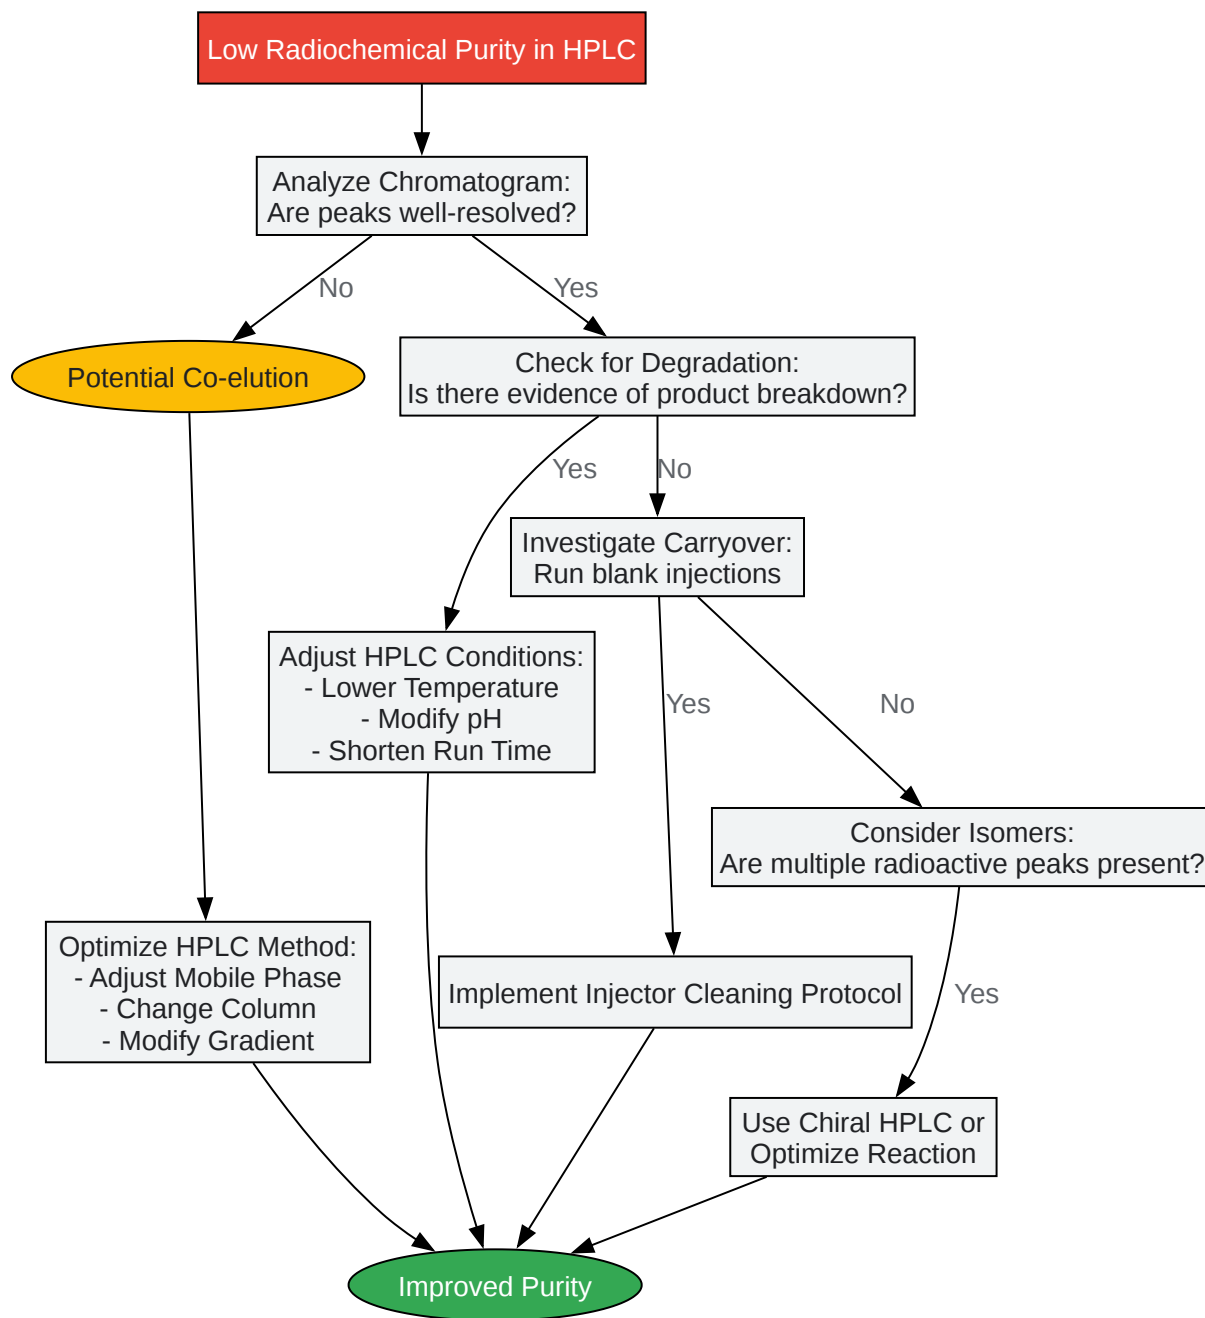 Low Radiochemical Purity in HPLC
Analyze Chromatogram:
Are peaks well-resolved?
No
Yes
Potential Co-elution
Check for Degradation:
Is there evidence of product breakdown?
Yes
No
Investigate Carryover:
Run blank injections
Adjust HPLC Conditions:
- Lower Temperature
- Modify pH
- Shorten Run Time
Yes
No
Consider Isomers:
Are multiple radioactive peaks present?
Optimize HPLC Method:
- Adjust Mobile Phase
- Change Column
- Modify Gradient
Implement Injector Cleaning Protocol
Yes
Use Chiral HPLC or
Optimize Reaction
Improved Purity